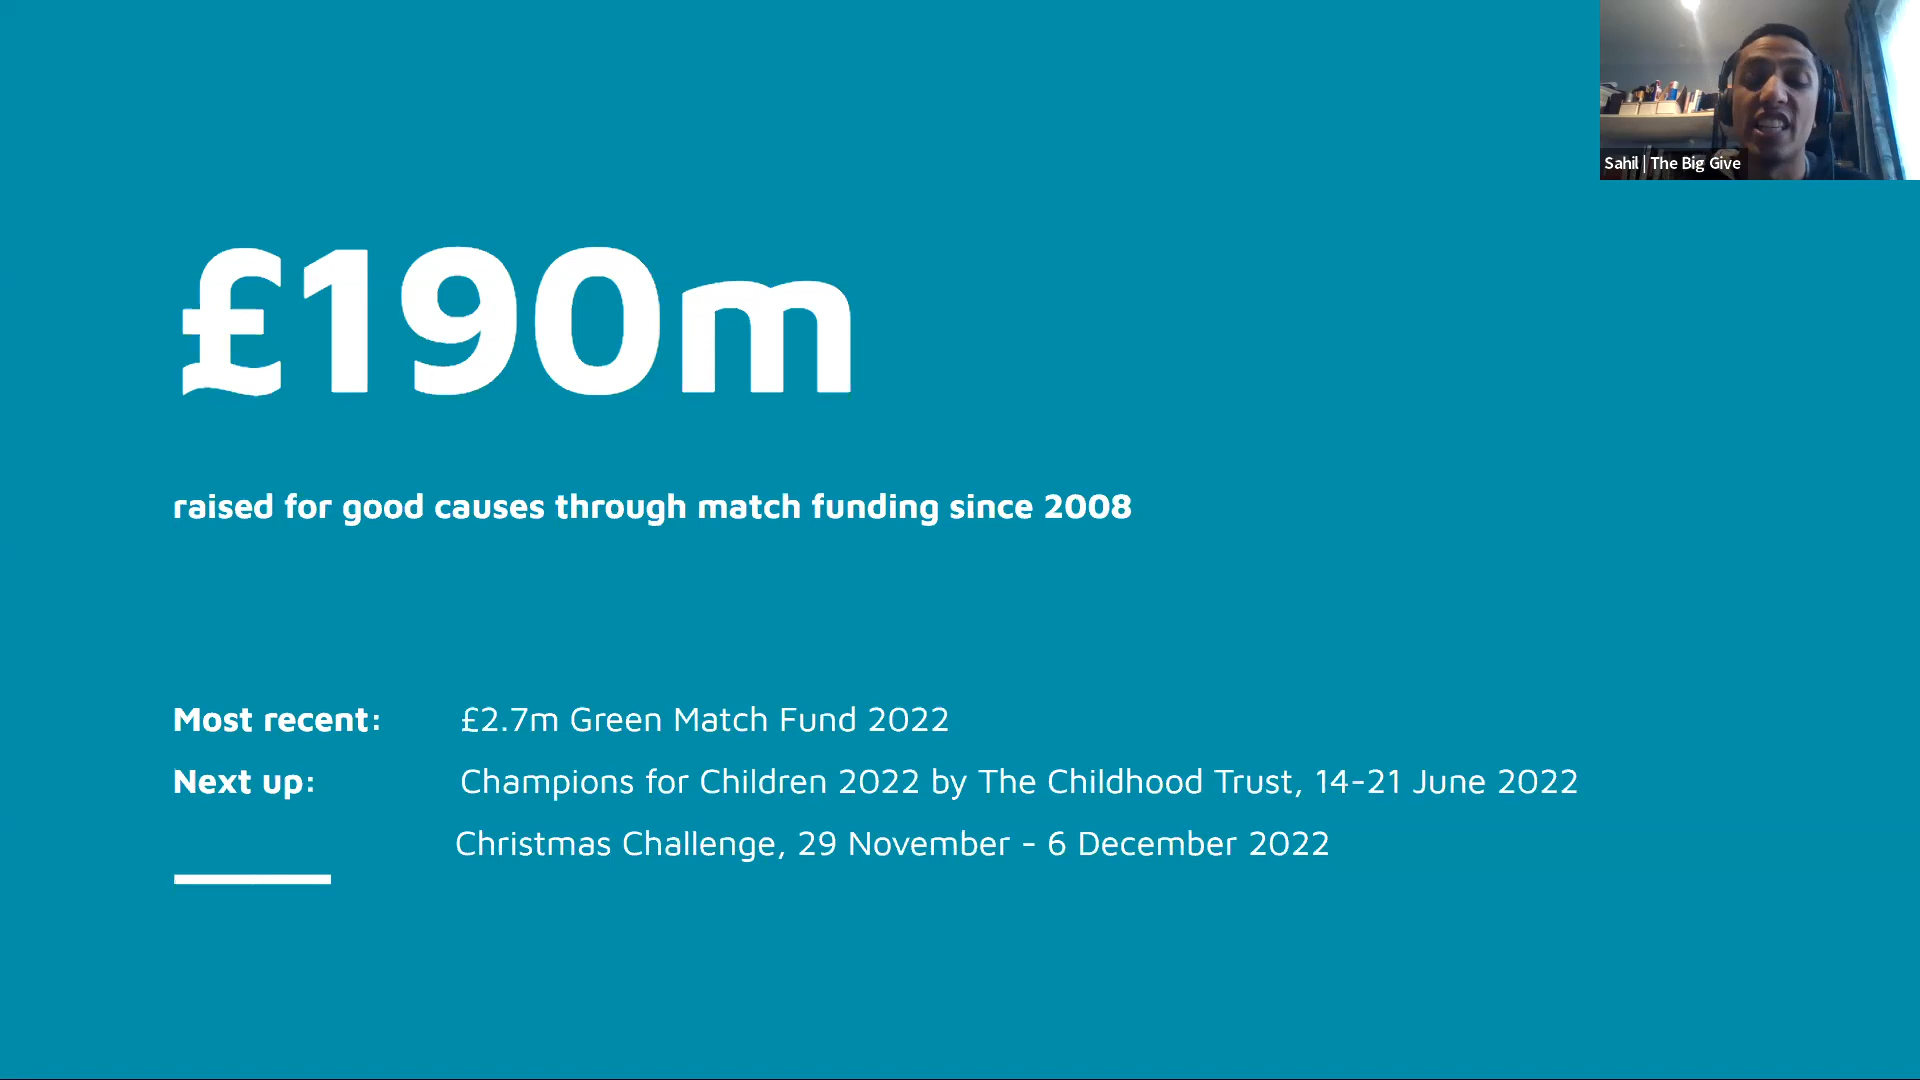 Sahil | The Big Give
£190m
raised for good causes through match funding since 2008
Most recent: £2.7m Green Match Fund 2022
Next up: Champions for Children 2022 by The Childhood Trust, 14-21 June 2022
Christmas Challenge, 29 November - 6 December 2022